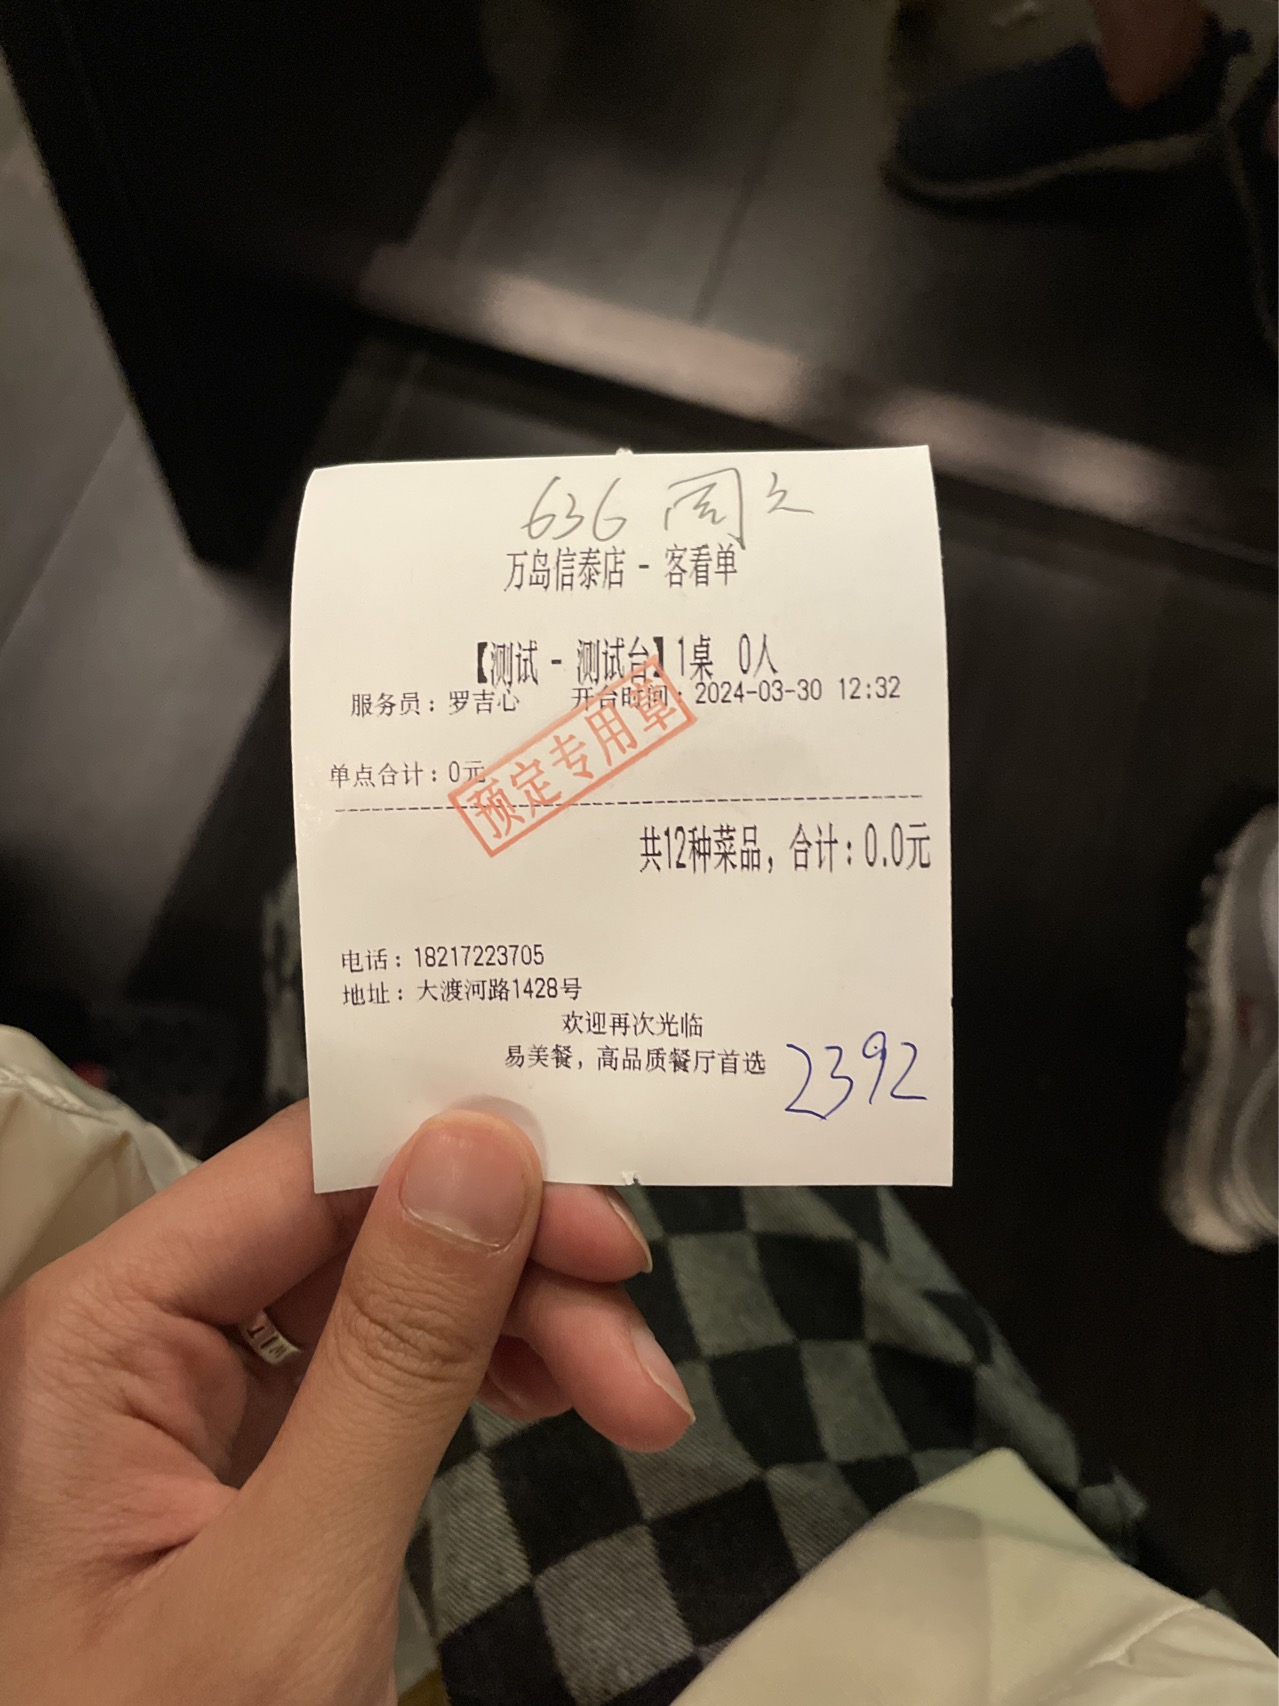 636 周久
万岛信泰店 - 客看单
【测试 - 测试台】1桌 0人
服务员：罗吉心 开台时间：2024-03-30 12:32
单点合计：0元
预定专用章
共12种菜品，合计：0.0元
电话：18217223705
地址：大渡河路1428号
欢迎再次光临
易美餐，高品质餐厅首选
2392